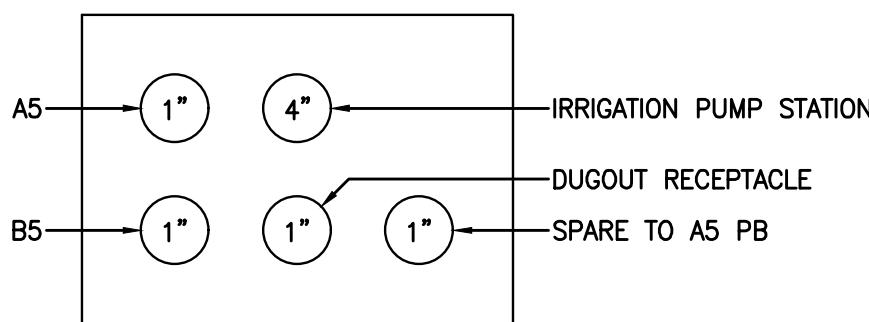 A5 1” 4” IRRIGATION PUMP STATION
DUGOUT RECEPTACLE
B5 1” 1” 1” SPARE TO A5 PB